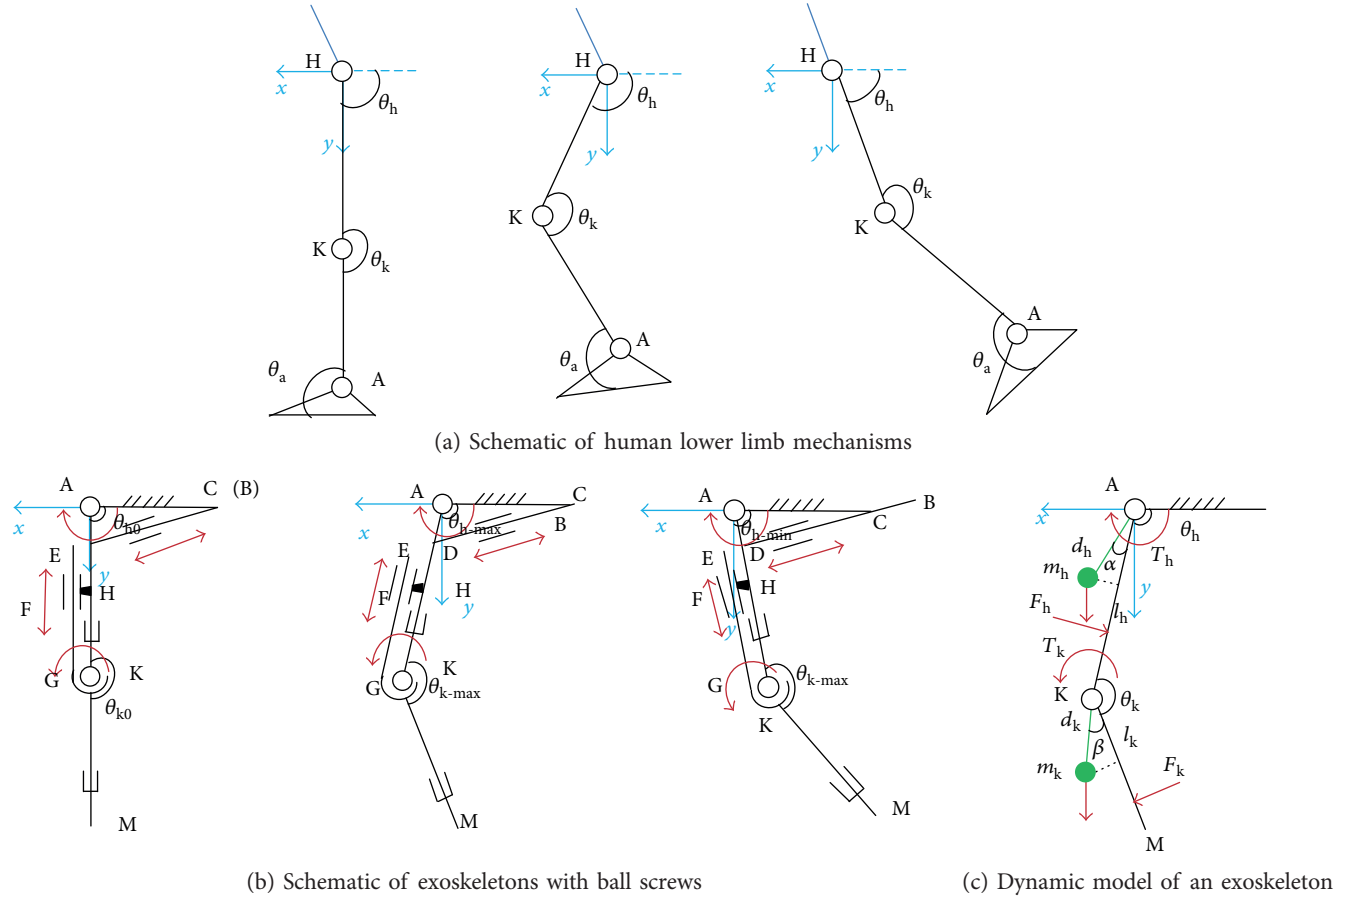 H
x
θh
y
K
θk
θa
A
H
x
θh
y
K
θk
A
θa
H
x
θh
y
θk
K
A
θa
(a) Schematic of human lower limb mechanisms
A
C (B)
x
θh0
E
y
H
F
G
K
θk0
M
A
C
B
x
θh-max
E
D
F
H
y
G
K
θk-max
M
A
B
C
x
θh-min
E
D
F
H
y
G
θk-max
K
M
A
x
θh
dh
Th
mh
α
y
Fh
lh
Tk
K
θk
dk
lk
β
mk
Fk
M
(b) Schematic of exoskeletons with ball screws
(c) Dynamic model of an exoskeleton